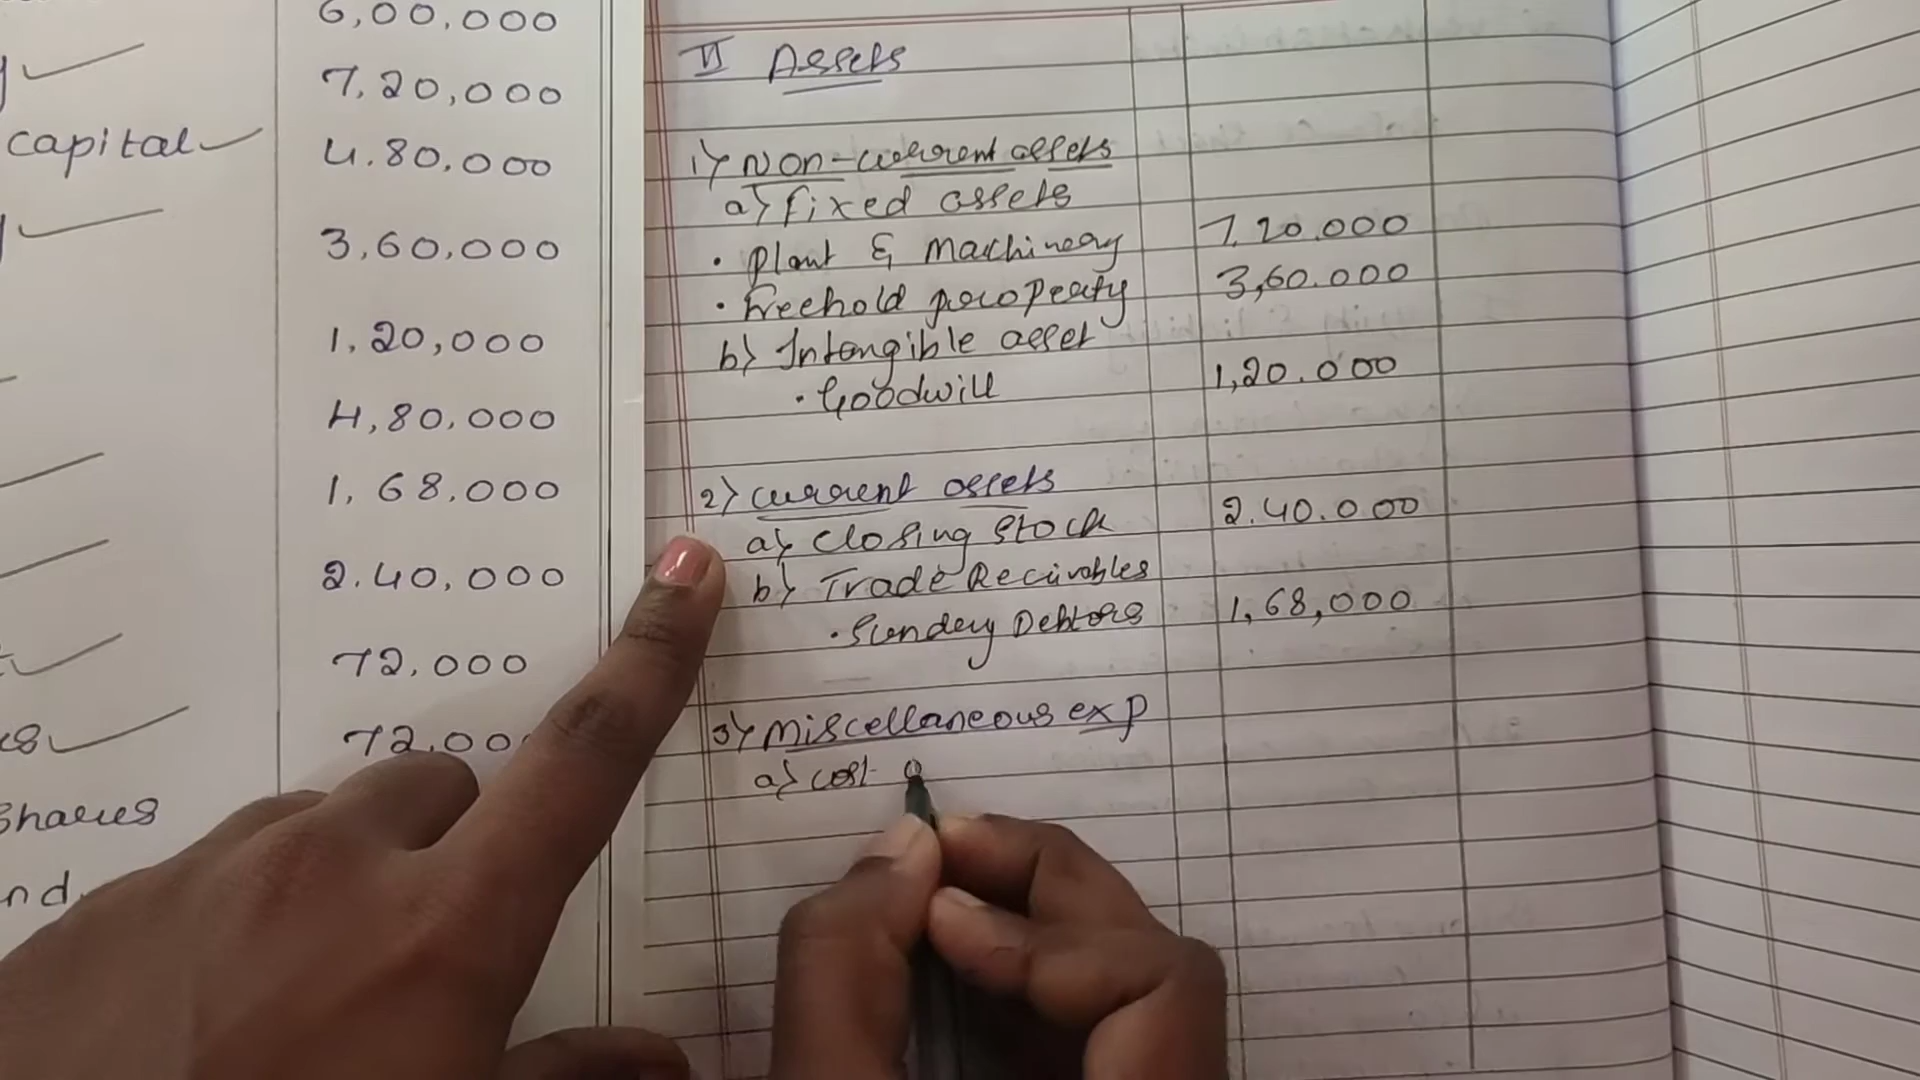 6,00,000
7,20,000
capital
4.80,000
3,60,000
1,20,000
4,80,000
1,68,000
2.40,000
72,000
72,00
Shares
nd
II Assets
1) Non-current assets
a) fixed assets
• Plant & Machinery 7,20,000
• Freehold property 3,60,000
b) Intangible asset
• Goodwill 1,20,000
2) current assets
a) closing stock 2.40.000
b) Trade Recivables
• Sundry Debtors 1,68,000
3) Miscellaneous exp
a) cost